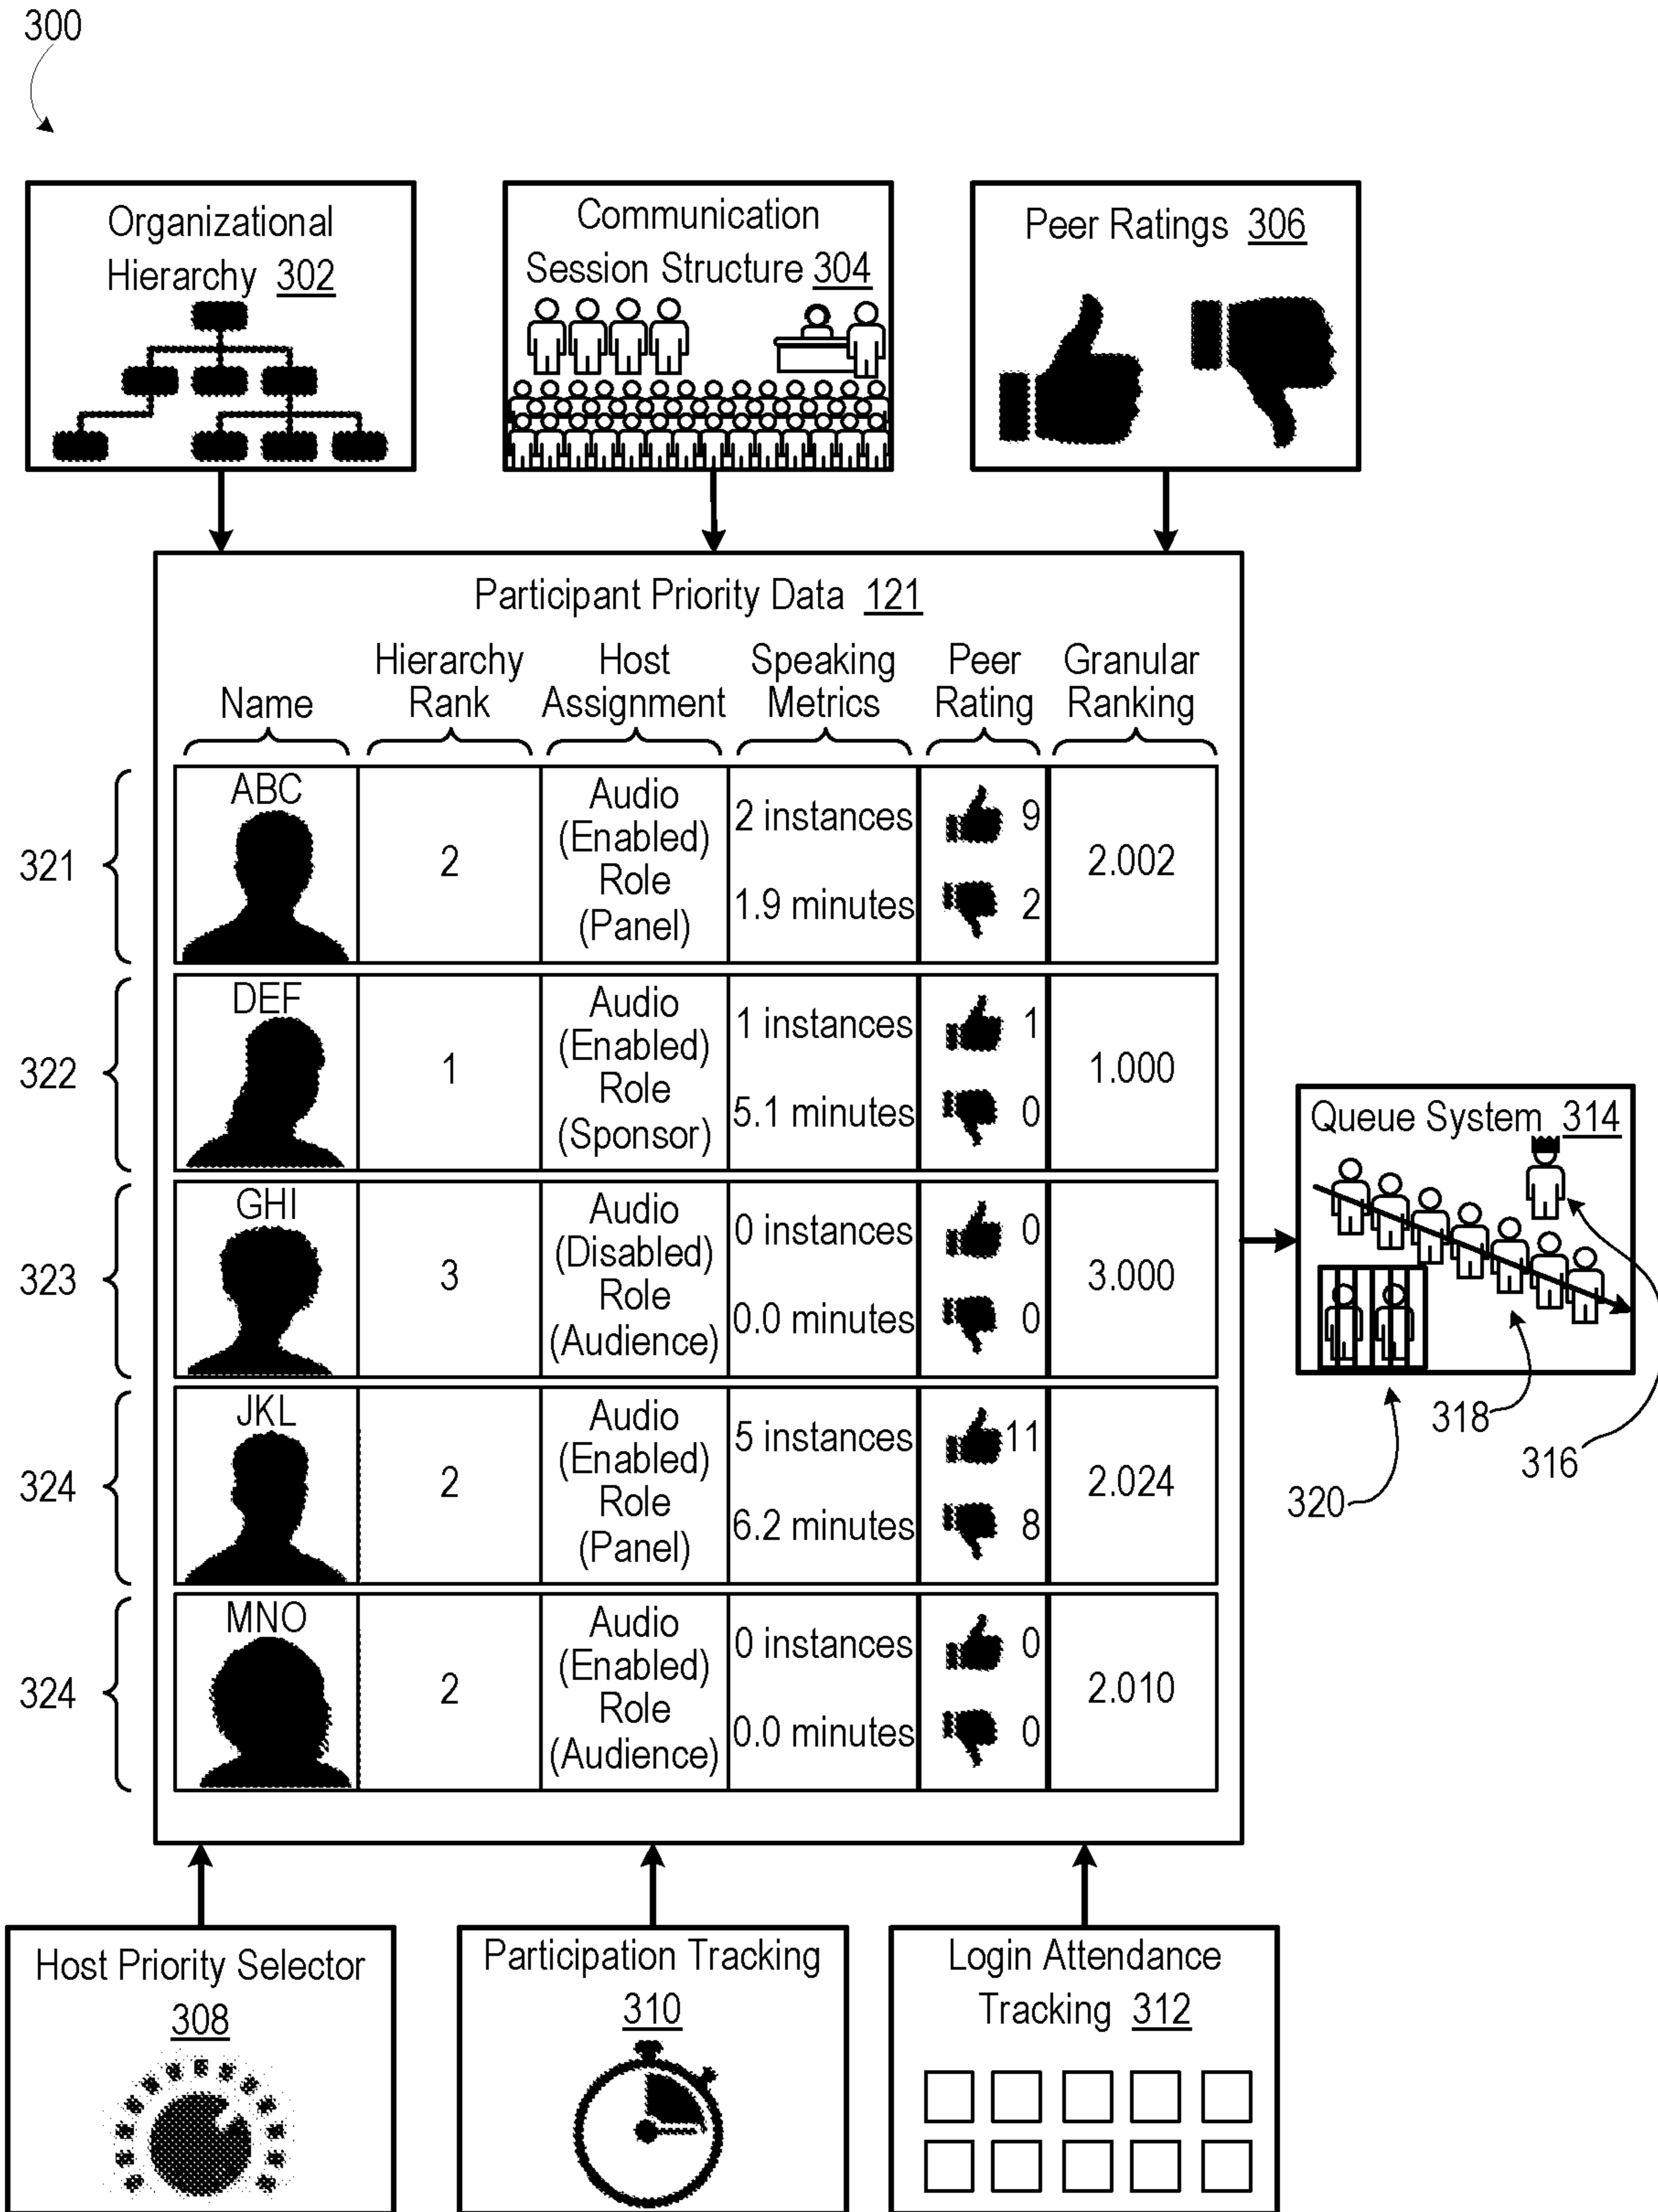 300
Organizational
Hierarchy 302
Communication
Session Structure 304
Peer Ratings 306
Participant Priority Data 121
Name
Hierarchy
Rank
Host
Assignment
Speaking
Metrics
Peer
Rating
Granular
Ranking
321
ABC
2
Audio
(Enabled)
Role
(Panel)
2 instances
1.9 minutes
9
2
2.002
322
DEF
1
Audio
(Enabled)
Role
(Sponsor)
1 instances
5.1 minutes
1
0
1.000
323
GHI
3
Audio
(Disabled)
Role
(Audience)
0 instances
0.0 minutes
0
0
3.000
324
JKL
2
Audio
(Enabled)
Role
(Panel)
5 instances
6.2 minutes
11
8
2.024
324
MNO
2
Audio
(Enabled)
Role
(Audience)
0 instances
0.0 minutes
0
0
2.010
Queue System 314
318
316
320
Host Priority Selector
308
Participation Tracking
310
Login Attendance
Tracking 312